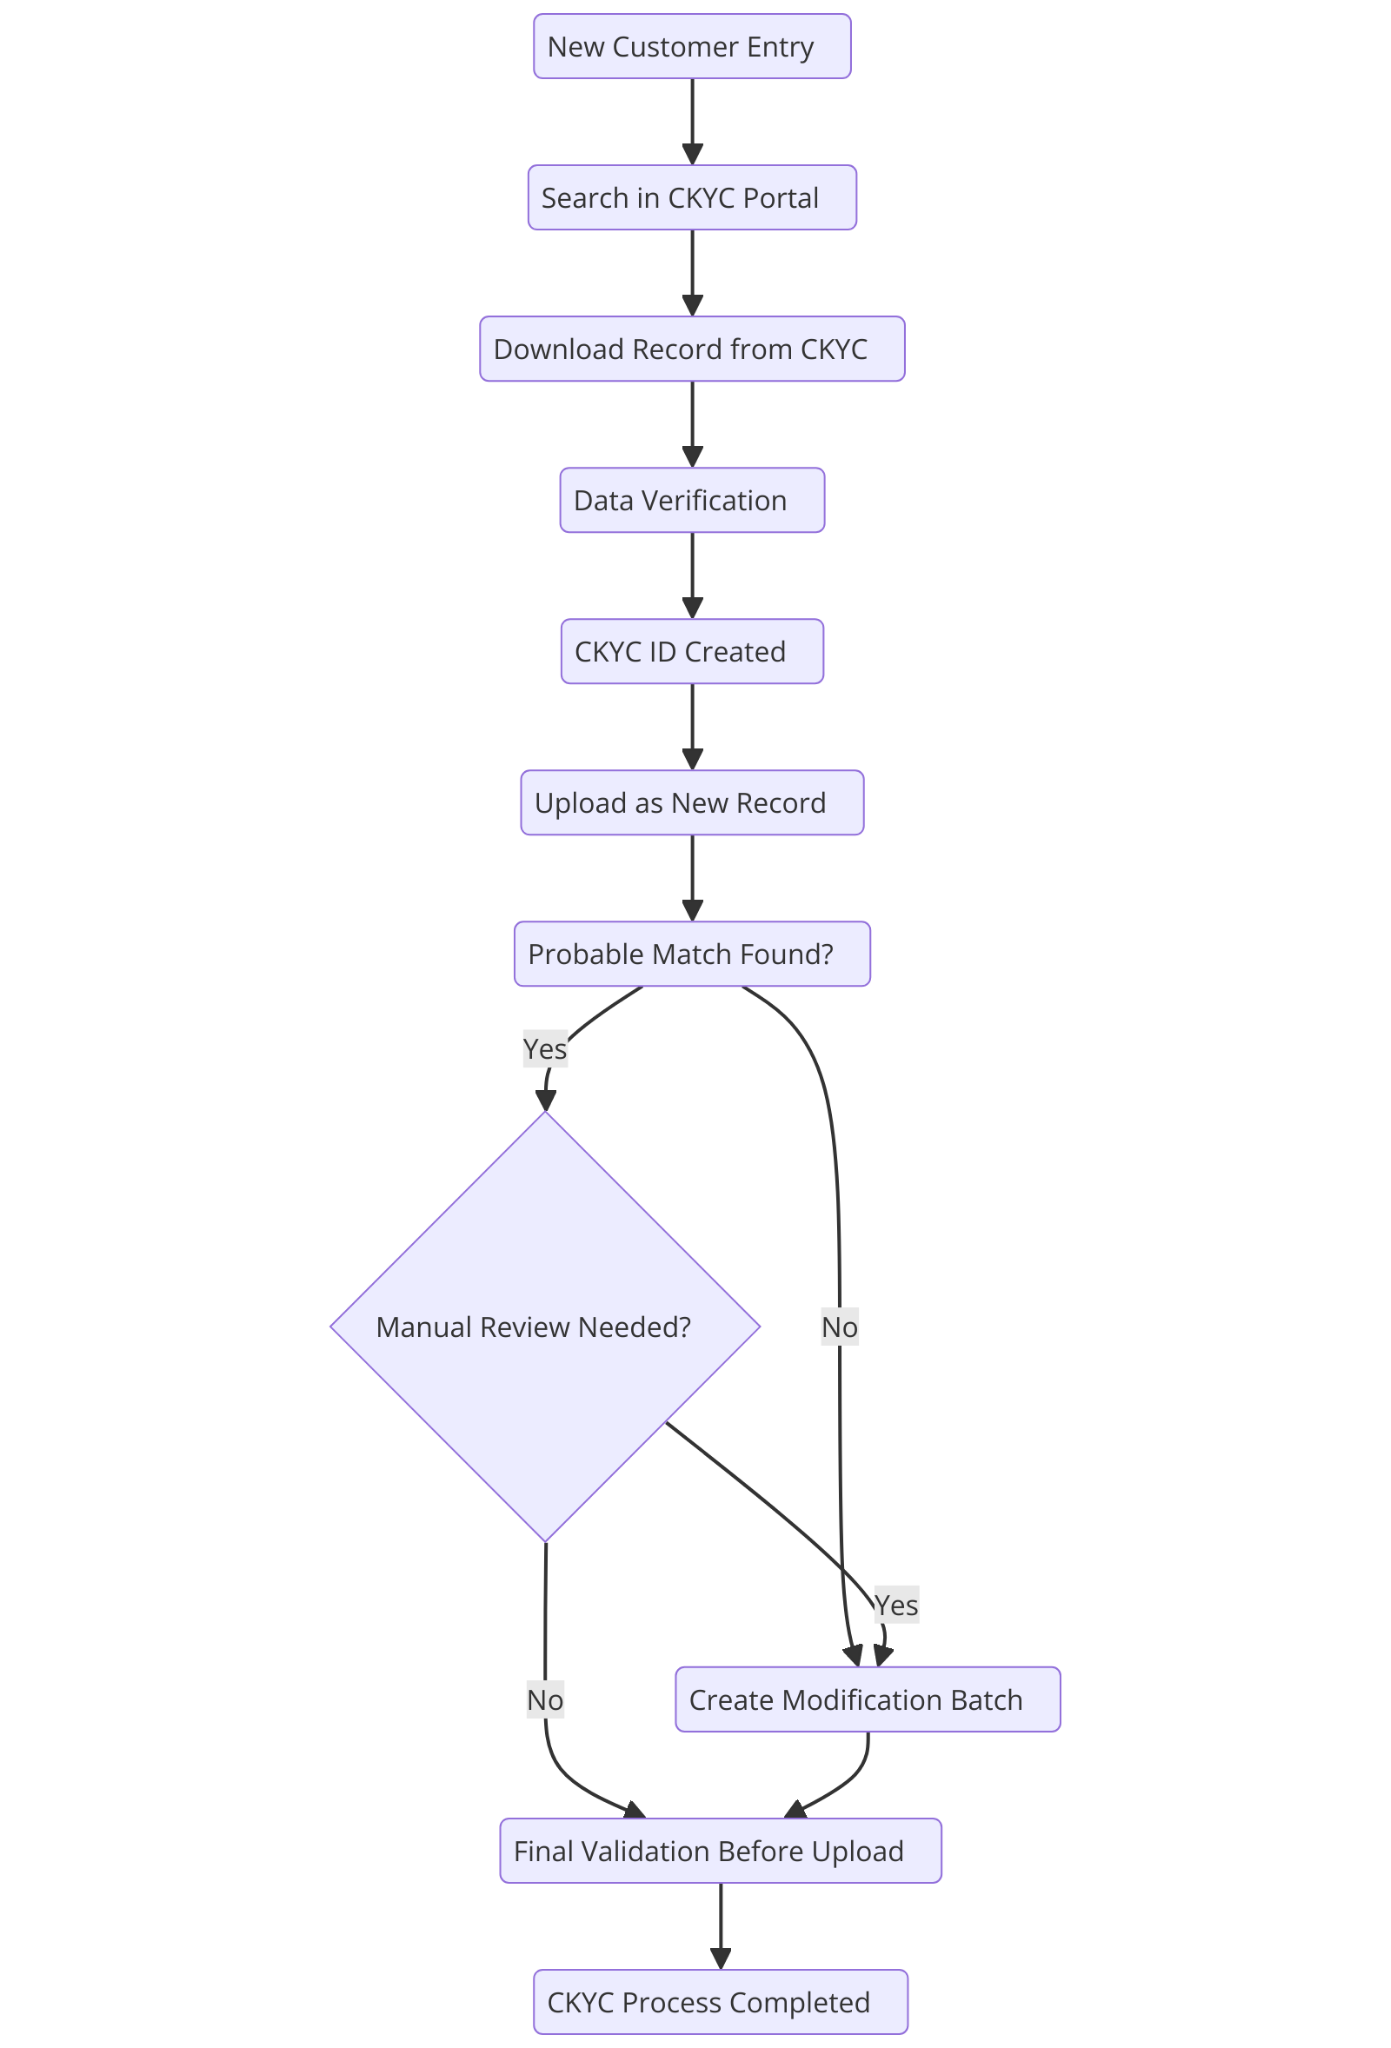 New Customer Entry
Search in CKYC Portal
Download Record from CKYC
Data Verification
CKYC ID Created
Upload as New Record
Probable Match Found?
Yes
Manual Review Needed?
No
Yes
No
Create Modification Batch
Final Validation Before Upload
CKYC Process Completed